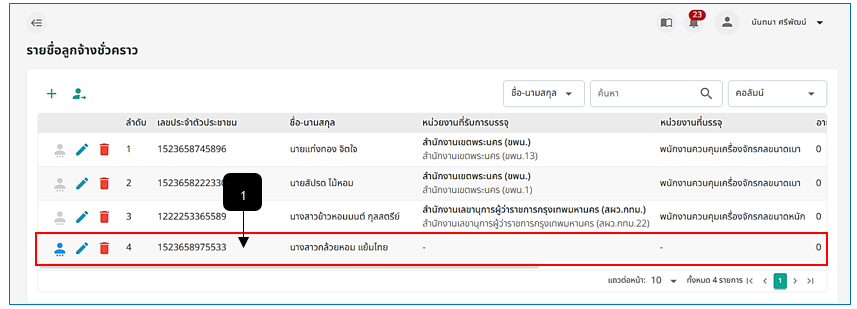 23
นันทนา ศรีพัฒน์
รายชื่อลูกจ้างชั่วคราว
ชื่อ-นามสกุล ค้นหา คอลัมน์
ลำดับ เลขประจำตัวประชาชน ชื่อ-นามสกุล หน่วยงานที่รับการบรรจุ หน่วยงานที่บรรจุ อา
1 1523658745896 นายแท่งทอง จิตใจ สำนักงานเขตพระนคร (ขพน.) หน่วยงานควบคุมเครื่องจักรกลขนาดเบา 0
สำนักงานเขตพระนคร (ขพน.13)
2 152365822233 นายสัปรด ไม้หอม สำนักงานเขตพระนคร (ขพน.) หน่วยงานควบคุมเครื่องจักรกลขนาดเบา 0
สำนักงานเขตพระนคร (ขพน.1)
1
3 1222253365589 นางสาวข้าวหอมมนต์ กุลสตรีย์ สำนักงานเลขานุการผู้ว่าราชการกรุงเทพมหานคร (สผว.กทม.) หน่วยงานควบคุมเครื่องจักรกลขนาดหนัก 0
สำนักงานเลขานุการผู้ว่าราชการกรุงเทพมหานคร (สผว.กทม.22)
4 1523658975533 นางสาวกล้วยหอม แย้มไทย - - 0
แถวต่อหน้า: 10 ทั้งหมด 4 รายการ 1